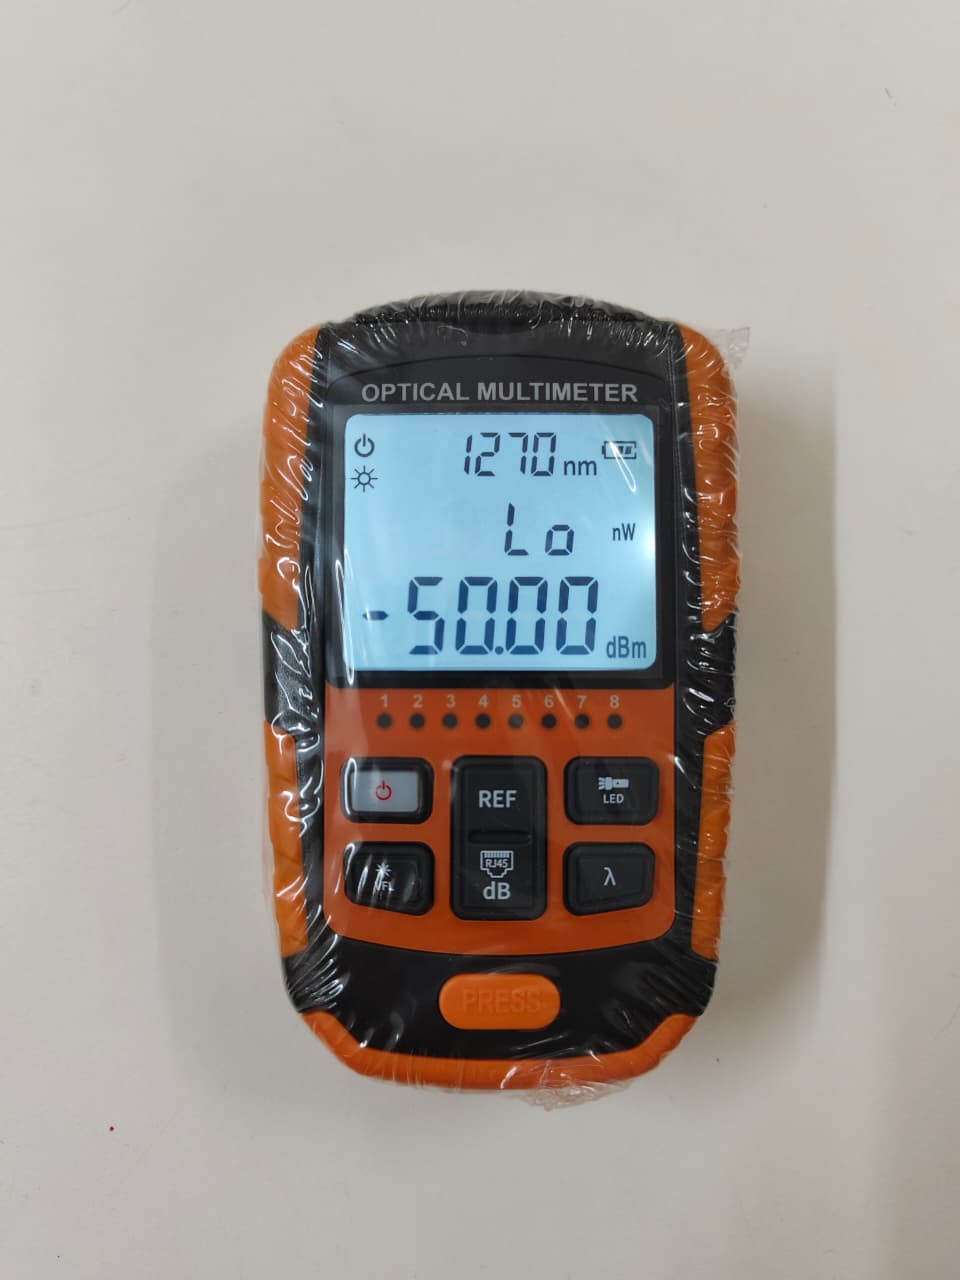 OPTICAL MULTIMETER
1270 nm
Lo nW
-50.00 dBm
1 2 3 4 5 6 7 8
REF
LED
RJ45
VFL
dB
λ
PRESS